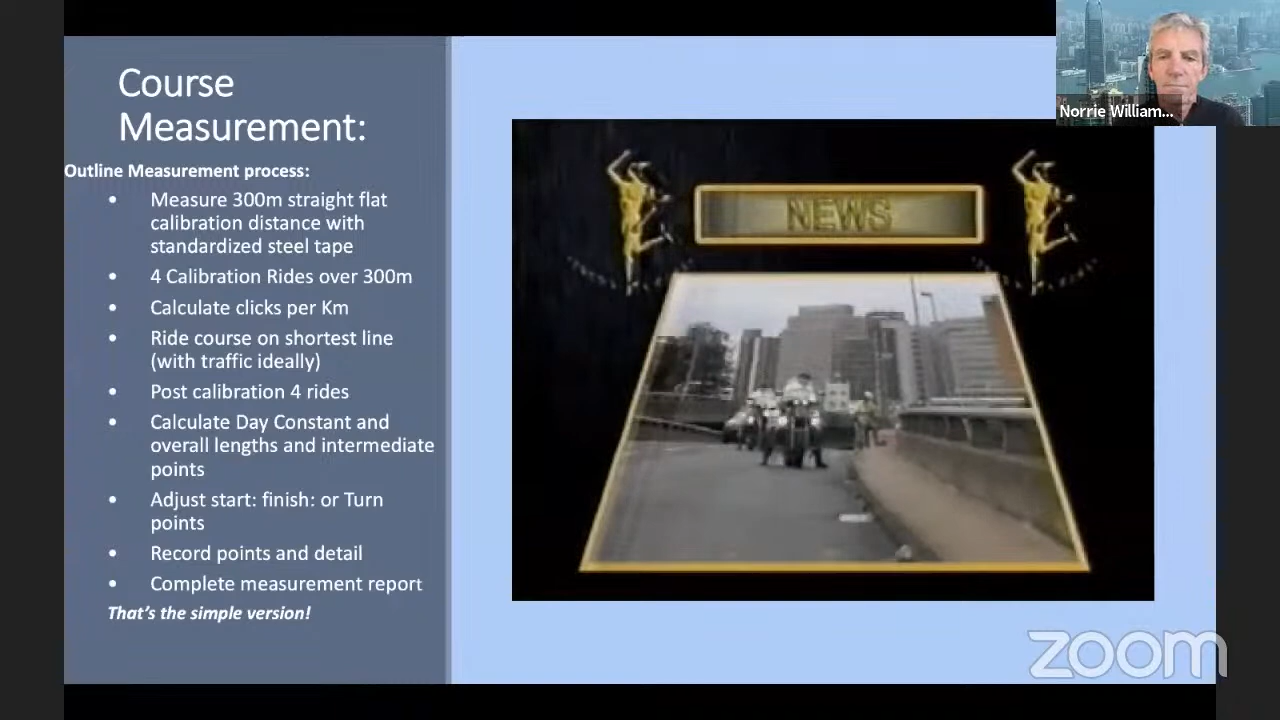 Course
Measurement:
Outline Measurement process:
• Measure 300m straight flat
calibration distance with
standardized steel tape
• 4 Calibration Rides over 300m
• Calculate clicks per Km
• Ride course on shortest line
(with traffic ideally)
• Post calibration 4 rides
• Calculate Day Constant and
overall lengths and intermediate
points
• Adjust start: finish: or Turn
points
• Record points and detail
• Complete measurement report
That's the simple version!
NEWS
Norrie William...
zoom